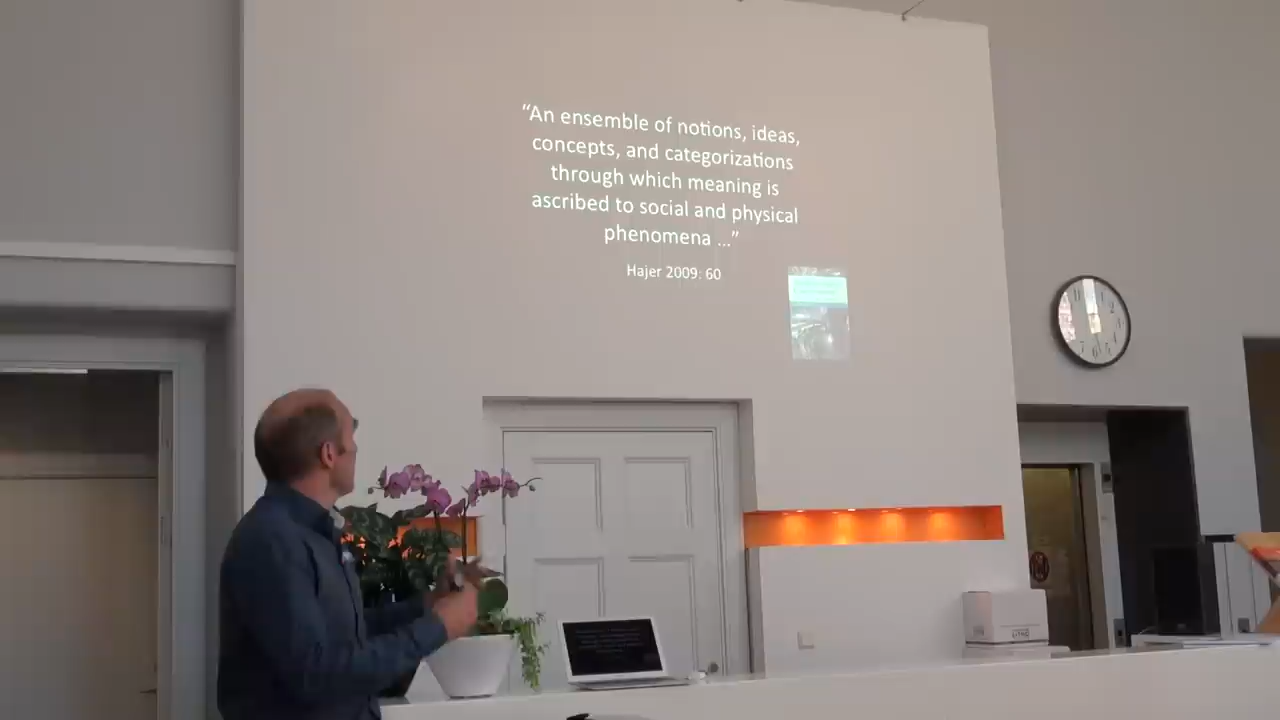 “An ensemble of notions, ideas,
concepts, and categorizations
through which meaning is
ascribed to social and physical
phenomena ...”
Hajer 2009: 60